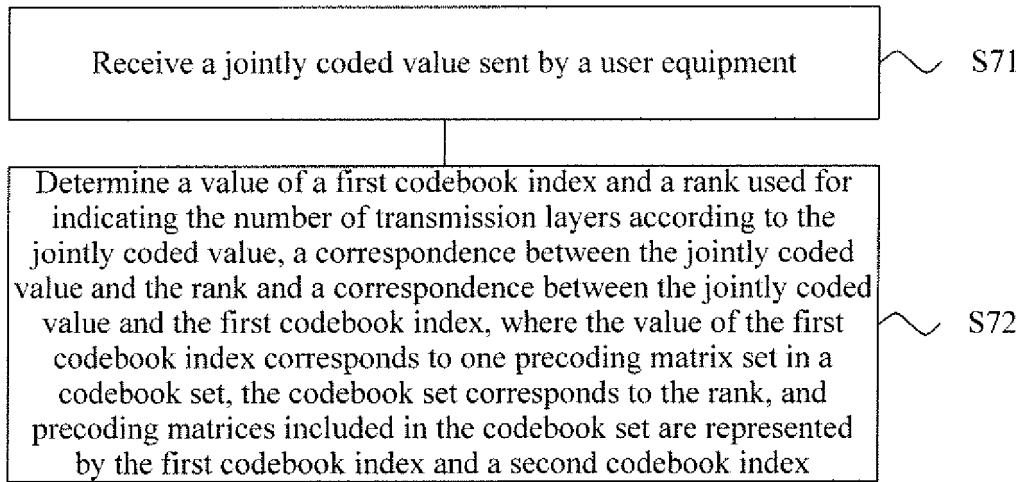 Receive a jointly coded value sent by a user equipment
S71
Determine a value of a first codebook index and a rank used for
indicating the number of transmission layers according to the
jointly coded value, a correspondence between the jointly coded
value and the rank and a correspondence between the jointly coded
value and the first codebook index, where the value of the first
codebook index corresponds to one precoding matrix set in a
codebook set, the codebook set corresponds to the rank, and
precoding matrices included in the codebook set are represented
by the first codebook index and a second codebook index
S72